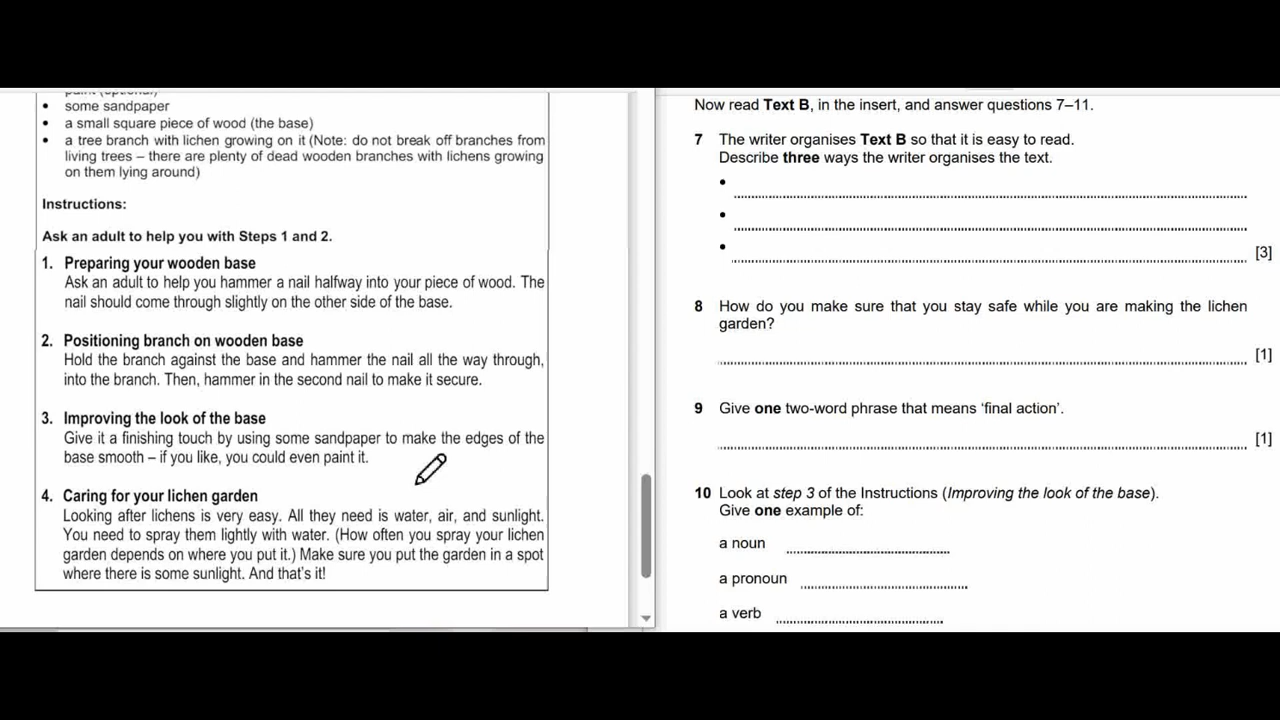 • some sandpaper
• a small square piece of wood (the base)
• a tree branch with lichen growing on it (Note: do not break off branches from
living trees – there are plenty of dead wooden branches with lichens growing
on them lying around)
Instructions:
Ask an adult to help you with Steps 1 and 2.
1. Preparing your wooden base
Ask an adult to help you hammer a nail halfway into your piece of wood. The
nail should come through slightly on the other side of the base.
2. Positioning branch on wooden base
Hold the branch against the base and hammer the nail all the way through,
into the branch. Then, hammer in the second nail to make it secure.
3. Improving the look of the base
Give it a finishing touch by using some sandpaper to make the edges of the
base smooth – if you like, you could even paint it.
4. Caring for your lichen garden
Looking after lichens is very easy. All they need is water, air, and sunlight.
You need to spray them lightly with water. (How often you spray your lichen
garden depends on where you put it.) Make sure you put the garden in a spot
where there is some sunlight. And that's it!
Now read Text B, in the insert, and answer questions 7–11.
7 The writer organises Text B so that it is easy to read.
Describe three ways the writer organises the text.
•
•
•
[3]
8 How do you make sure that you stay safe while you are making the lichen
garden?
[1]
9 Give one two-word phrase that means ‘final action’.
[1]
10 Look at step 3 of the Instructions (Improving the look of the base).
Give one example of:
a noun
a pronoun
a verb